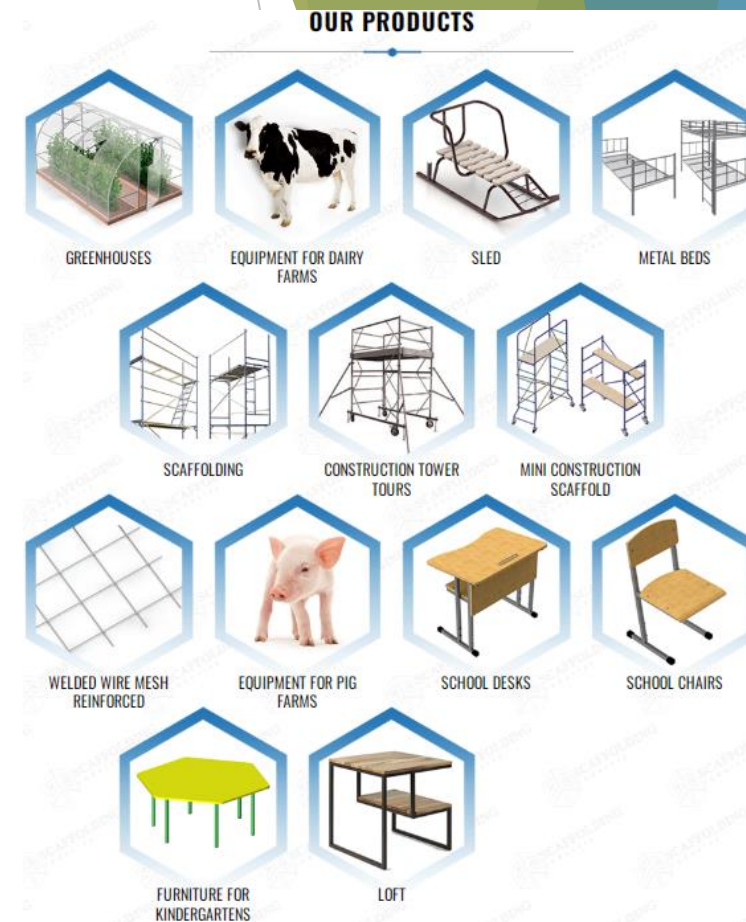 OUR PRODUCTS
GREENHOUSES
EQUIPMENT FOR DAIRY
FARMS
SLED
METAL BEDS
SCAFFOLDING
CONSTRUCTION TOWER
TOURS
MINI CONSTRUCTION
SCAFFOLD
WELDED WIRE MESH
REINFORCED
EQUIPMENT FOR PIG
FARMS
SCHOOL DESKS
SCHOOL CHAIRS
FURNITURE FOR
KINDERGARTENS
LOFT